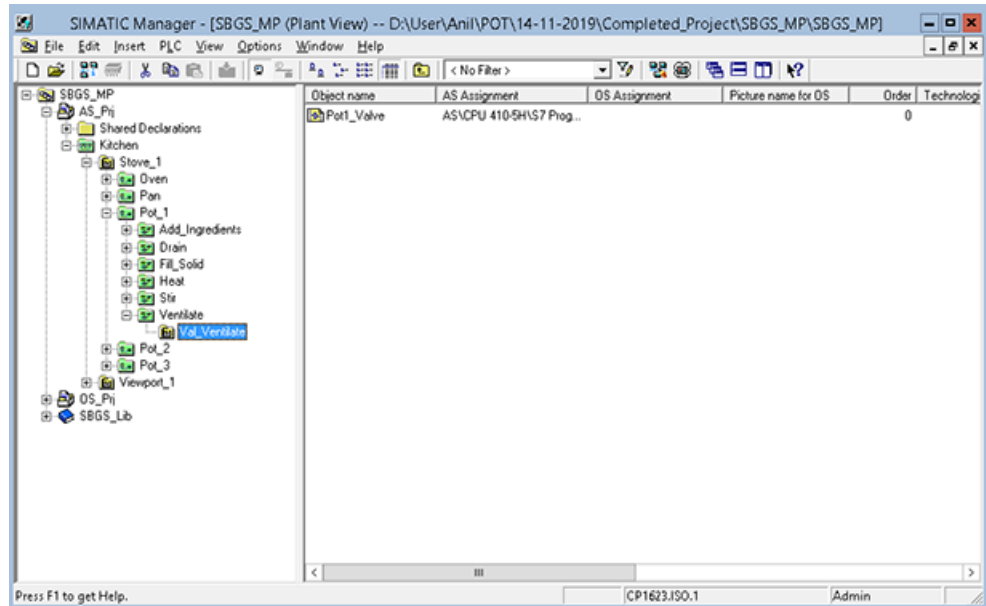 SIMATIC Manager - [SBGS_MP (Plant View) -- D:\User\Anil\POT\14-11-2019\Completed_Project\SBGS_MP\SBGS_MP]
File Edit Insert PLC View Options Window Help
< No Filter >
Object name AS Assignment OS Assignment Picture name for OS Order Technologi
Pot1_Valve AS\CPU 410-5H\S7 Prog... 0
SBGS_MP
AS_Prj
Shared Declarations
Kitchen
Stove_1
Oven
Pan
Pot_1
Add_Ingredients
Drain
Fill_Solid
Heat
Stir
Ventilate
Val_Ventilate
Pot_2
Pot_3
Viewport_1
OS_Prj
SBGS_Lib
Press F1 to get Help. CP1623.ISO.1 Admin